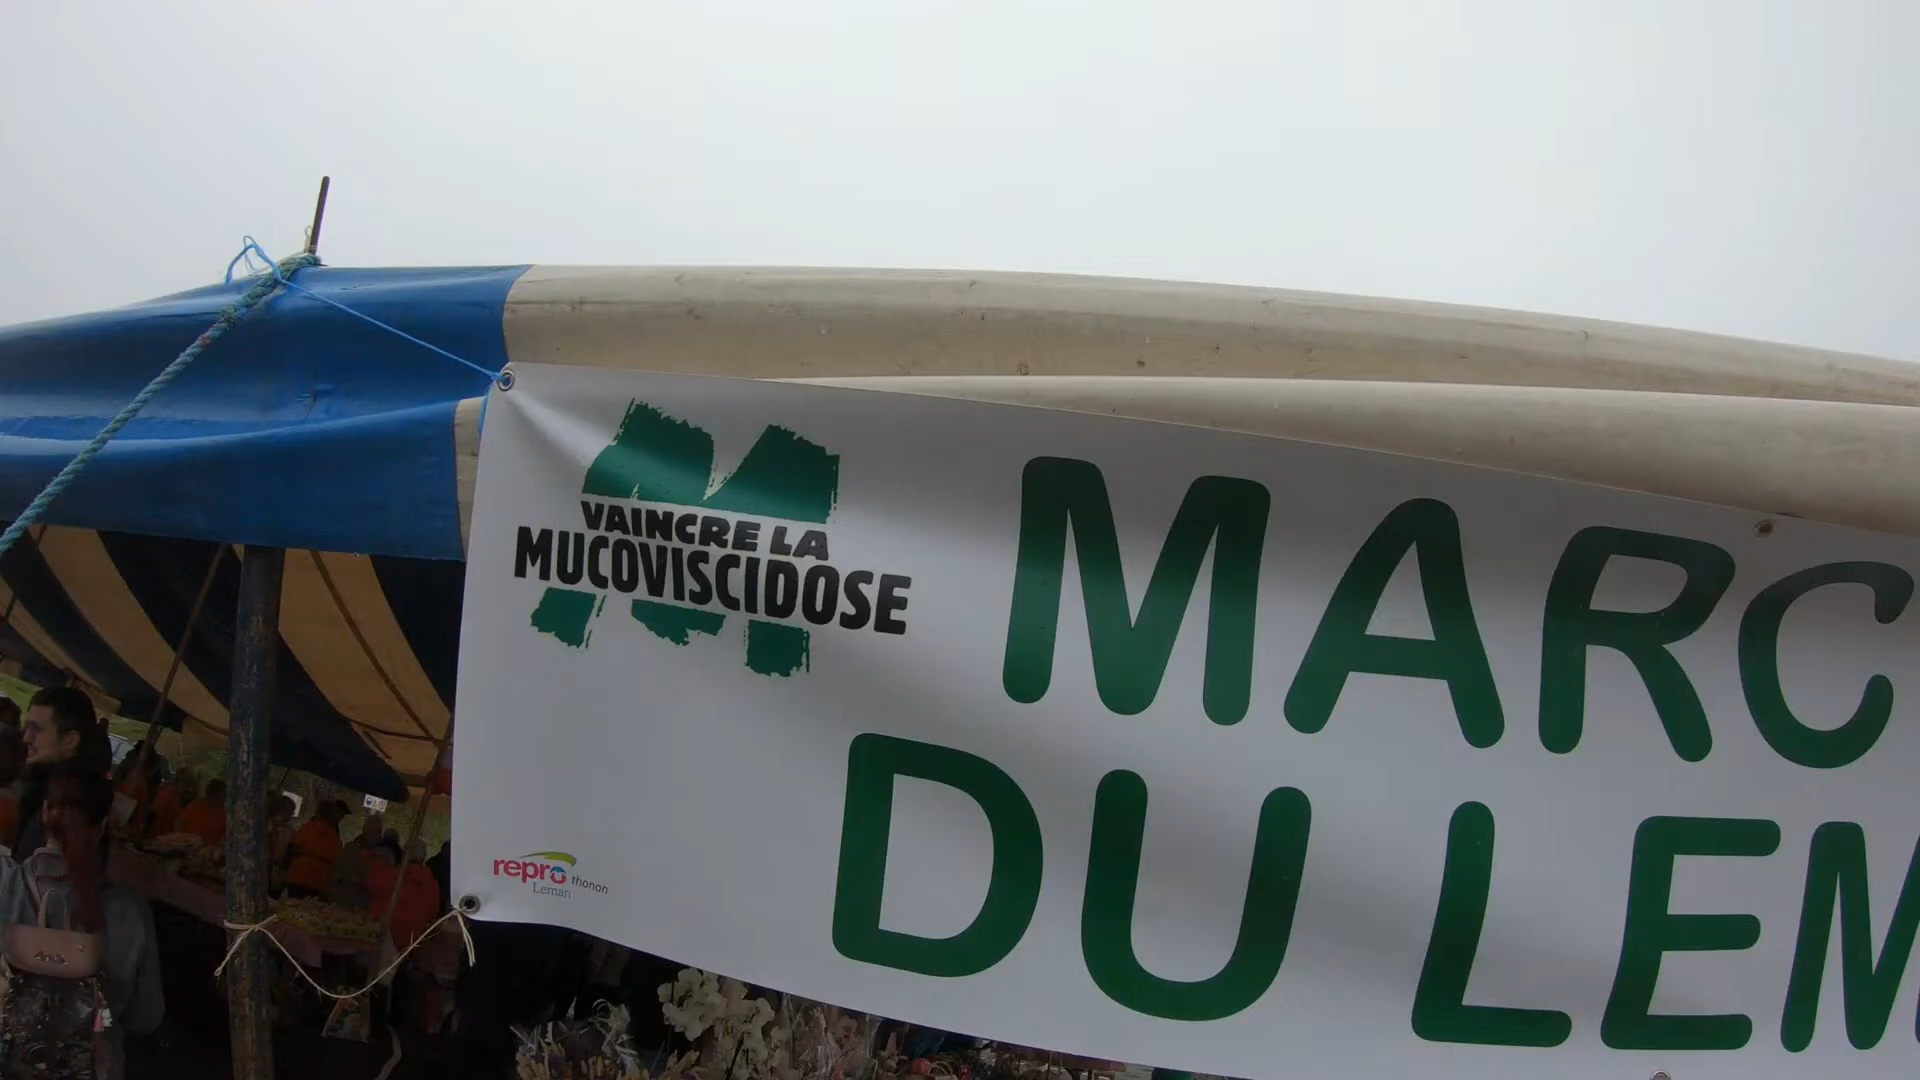 VAINCRE LA
MUCOVISCIDOSE
MARC
DU LEM
repro
Leman
thonon